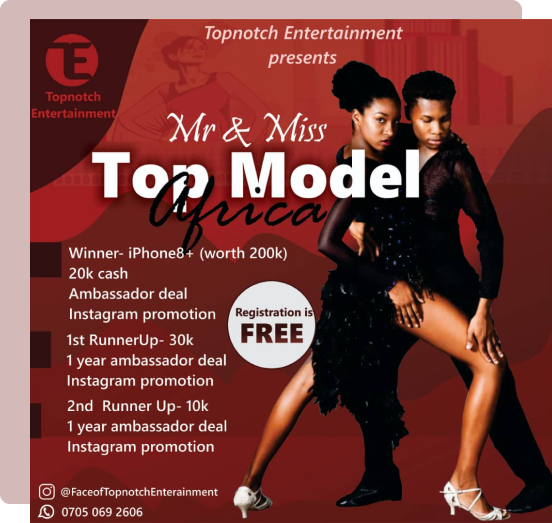 Topnotch Entertainment
presents
Topnotch
Entertainment
Mr & Miss
Top Model
Africa
Winner- iPhone8+ (worth 200k)
20k cash
Ambassador deal
Instagram promotion
1st RunnerUp- 30k
1 year ambassador deal
Instagram promotion
2nd Runner Up- 10k
1 year ambassador deal
Instagram promotion
Registration is
FREE
@FaceofTopnotchEnterainment
0705 069 2606